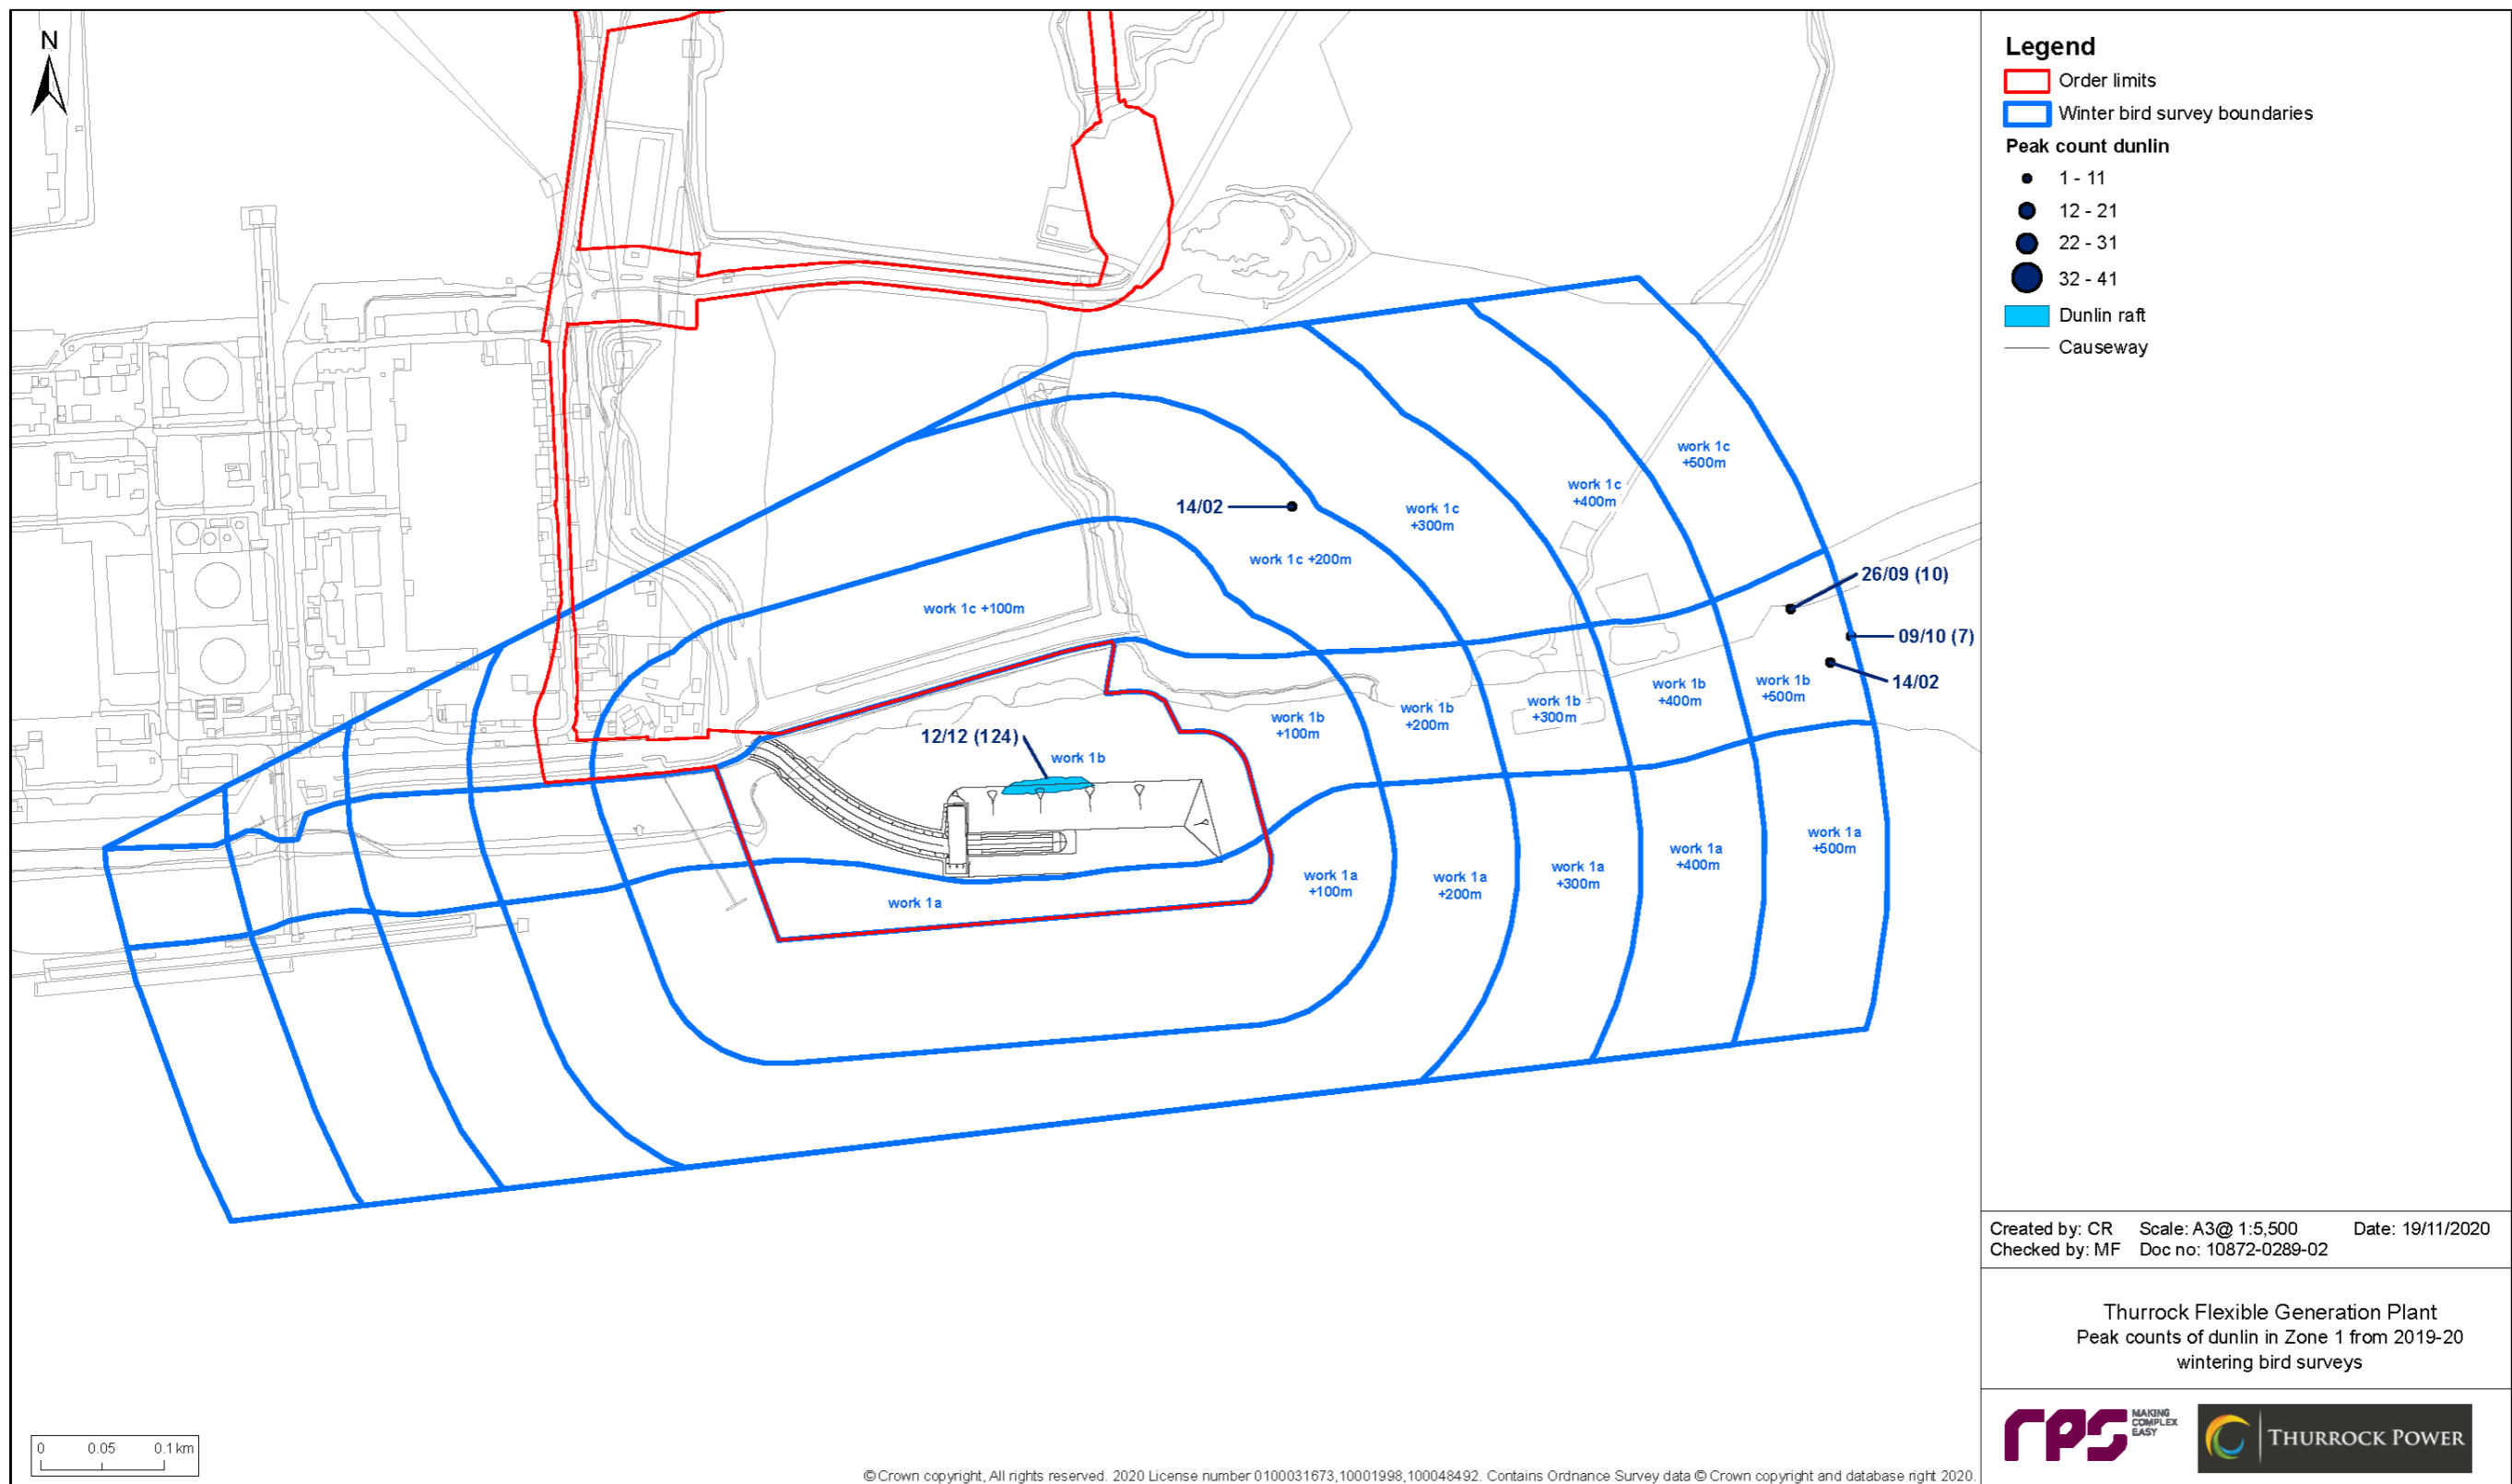 N
Legend
Order limits
Winter bird survey boundaries
Peak count dunlin
1 - 11
12 - 21
22 - 31
32 - 41
Dunlin raft
Causeway
work 1c
+500m
work 1c
+400m
work 1c
+300m
14/02
work 1c +200m
work 1c +100m
26/09 (10)
09/10 (7)
14/02
work 1b
+500m
work 1b
+400m
work 1b
+300m
work 1b
+200m
work 1b
+100m
12/12 (124)
work 1b
work 1a
+500m
work 1a
+400m
work 1a
+300m
work 1a
+200m
work 1a
+100m
work 1a
Created by: CR Scale: A3@ 1:5,500 Date: 19/11/2020
Checked by: MF Doc no: 10872-0289-02
Thurrock Flexible Generation Plant
Peak counts of dunlin in Zone 1 from 2019-20
wintering bird surveys
rps MAKING
COMPLEX
EASY
THURROCK POWER
0 0.05 0.1 km
© Crown copyright, All rights reserved. 2020 License number 0100031673,10001998,100048492. Contains Ordnance Survey data © Crown copyright and database right 2020.